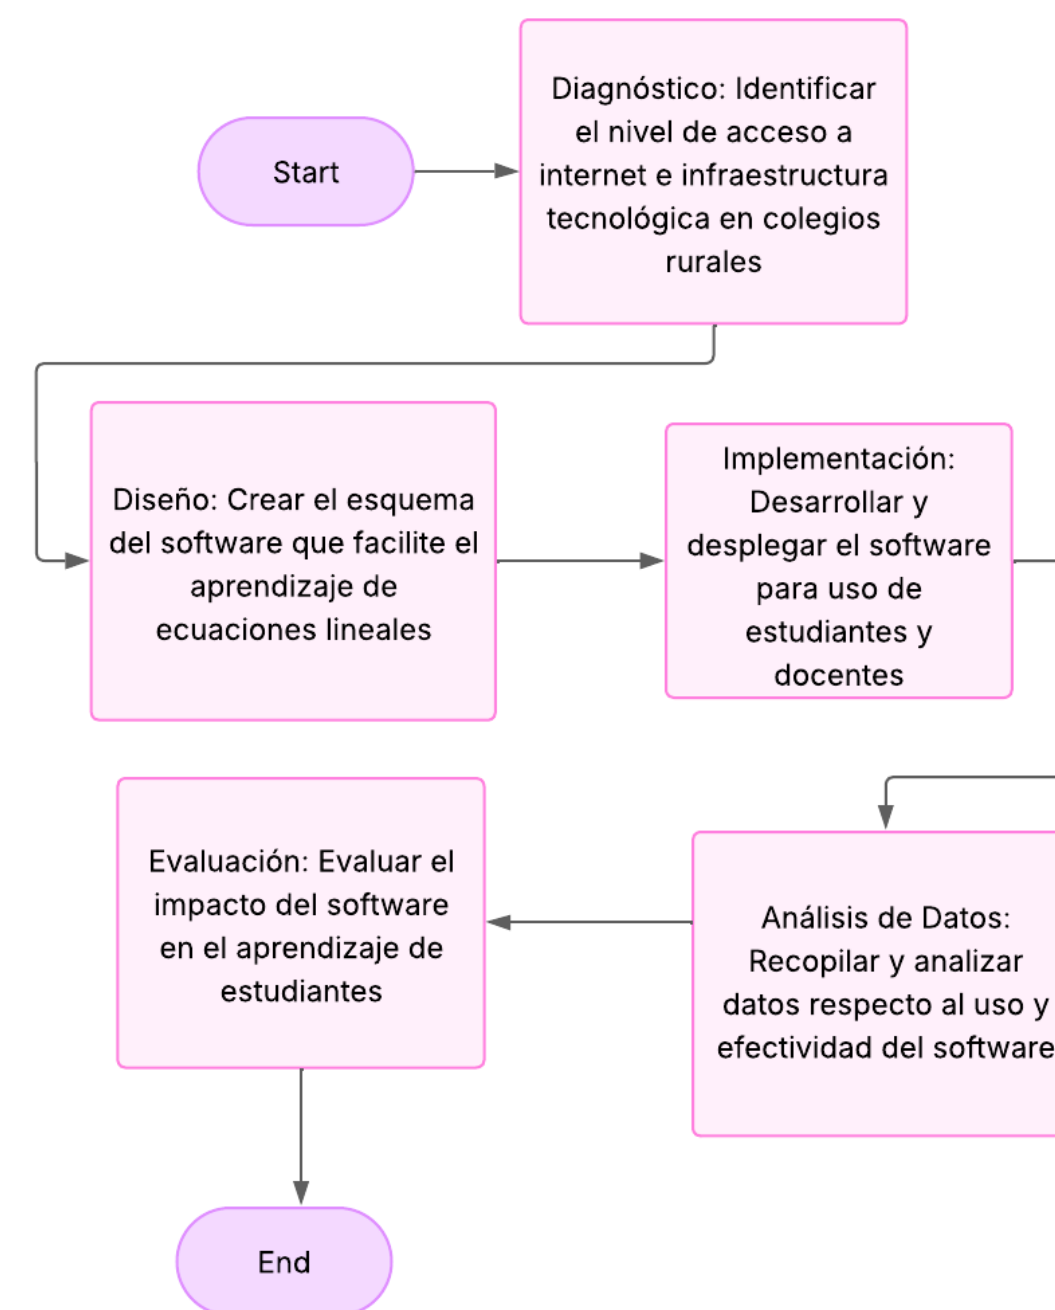 Start
Diagnóstico: Identificar
el nivel de acceso a
internet e infraestructura
tecnológica en colegios
rurales
Diseño: Crear el esquema
del software que facilite el
aprendizaje de
ecuaciones lineales
Implementación:
Desarrollar y
desplegar el software
para uso de
estudiantes y
docentes
Análisis de Datos:
Recopilar y analizar
datos respecto al uso y
efectividad del software
Evaluación: Evaluar el
impacto del software
en el aprendizaje de
estudiantes
End